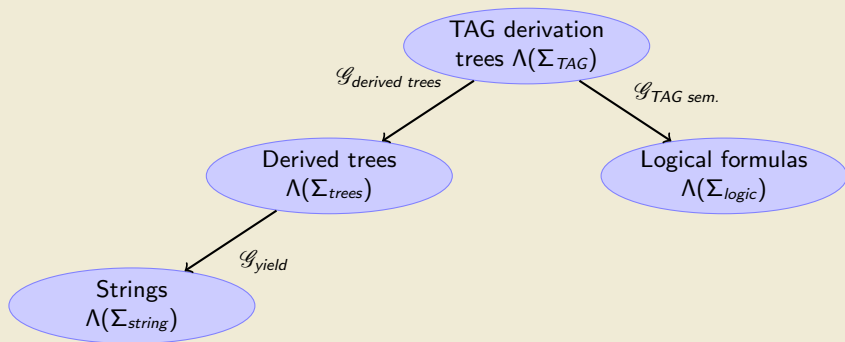 TAG derivation
trees Λ(Σ_TAG)
𝒢_derived trees
𝒢_TAG sem.
Derived trees
Λ(Σ_trees)
Logical formulas
Λ(Σ_logic)
𝒢_yield
Strings
Λ(Σ_string)